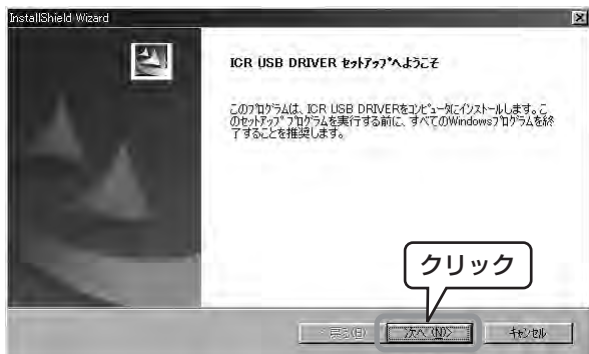 InstallShield Wizard
ICR USB DRIVER セットアップへようこそ
このプログラムは、ICR USB DRIVERをコンピュータにインストールします。こ
のセットアップ プログラムを実行する前に、すべてのWindowsプログラムを終
了することを推奨します。
クリック
< 戻る(B)
次へ(N)>
キャンセル